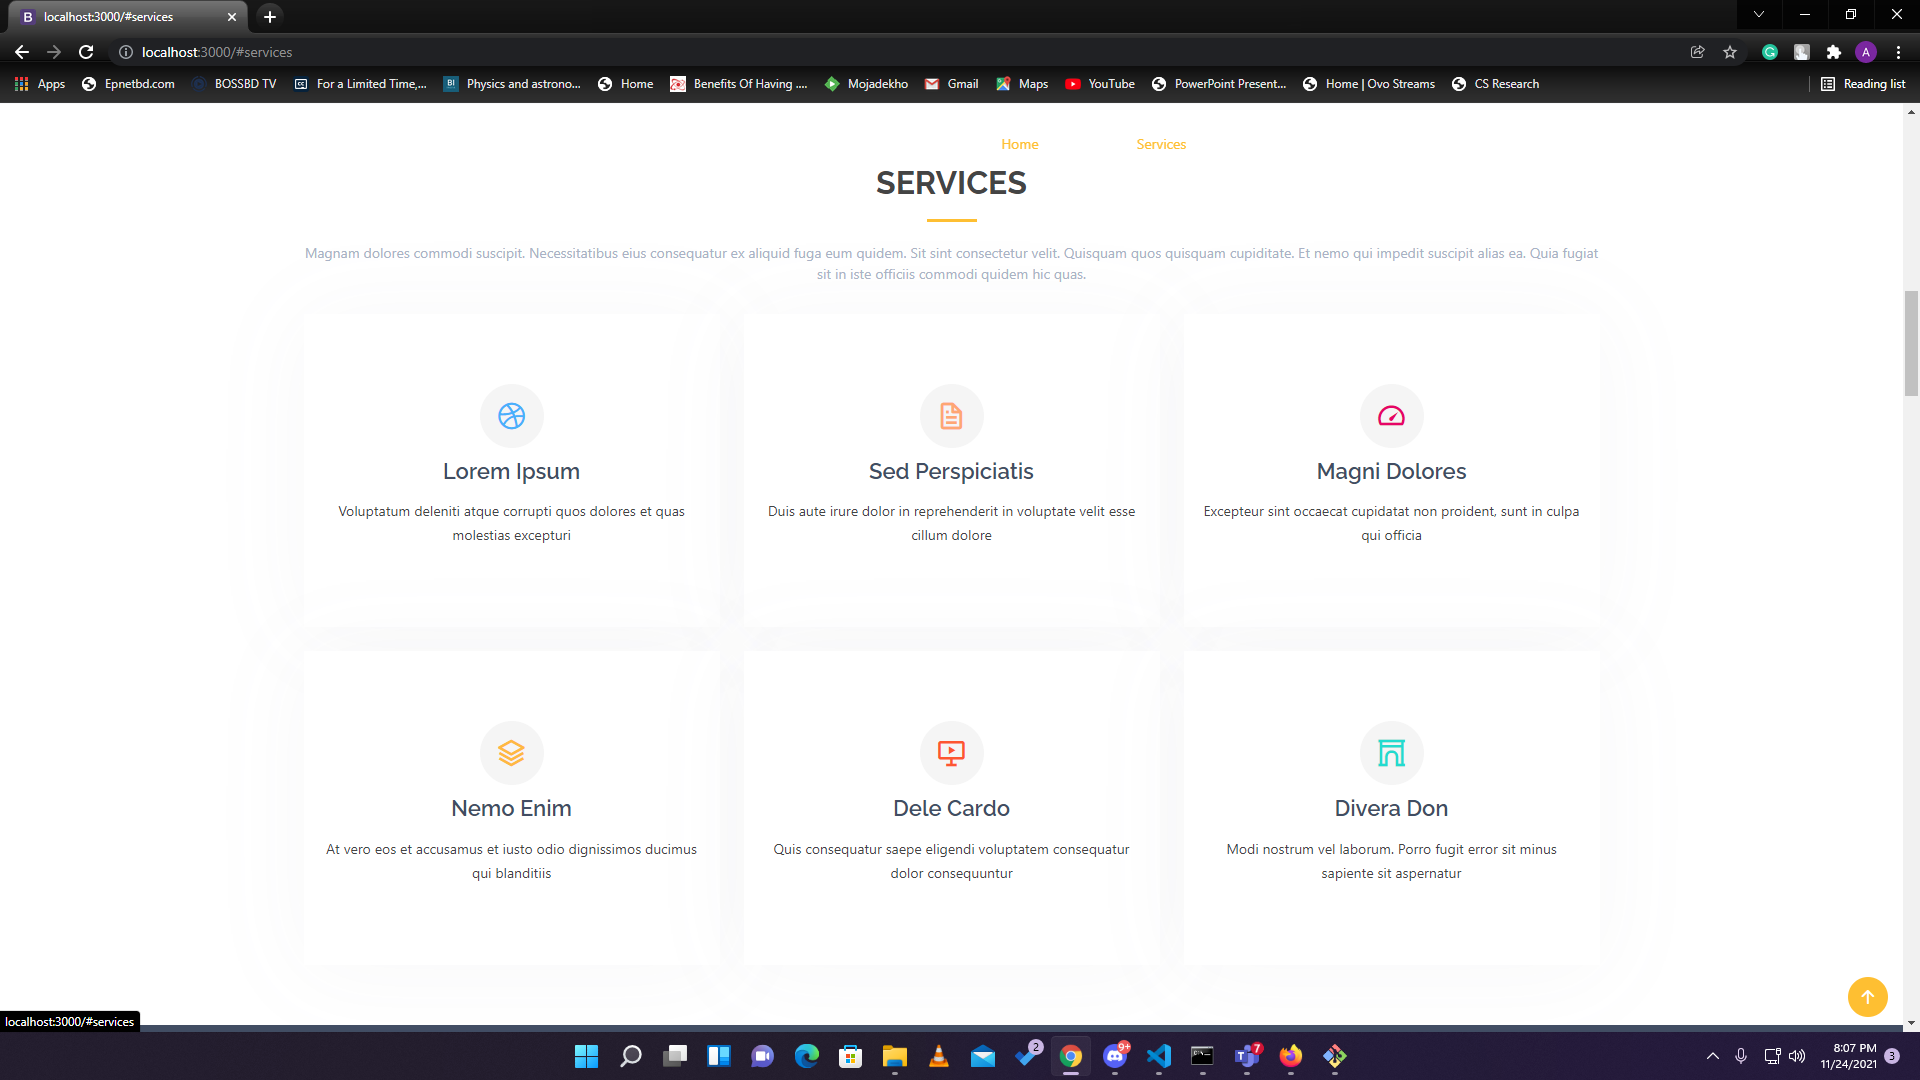 localhost:3000/#services
localhost:3000/#services
Apps
Epnetbd.com
BOSSBD TV
For a Limited Time,...
BI
Physics and astrono...
Home
Benefits Of Having ....
Mojadekho
Gmail
Maps
YouTube
PowerPoint Present...
Home | Ovo Streams
CS Research
Reading list
A
Home
Services
SERVICES
Magnam dolores commodi suscipit. Necessitatibus eius consequatur ex aliquid fuga eum quidem. Sit sint consectetur velit. Quisquam quos quisquam cupiditate. Et nemo qui impedit suscipit alias ea. Quia fugiat
sit in iste officiis commodi quidem hic quas.
Lorem Ipsum
Voluptatum deleniti atque corrupti quos dolores et quas
molestias excepturi
Sed Perspiciatis
Duis aute irure dolor in reprehenderit in voluptate velit esse
cillum dolore
Magni Dolores
Excepteur sint occaecat cupidatat non proident, sunt in culpa
qui officia
Nemo Enim
At vero eos et accusamus et iusto odio dignissimos ducimus
qui blanditiis
Dele Cardo
Quis consequatur saepe eligendi voluptatem consequatur
dolor consequuntur
Divera Don
Modi nostrum vel laborum. Porro fugit error sit minus
sapiente sit aspernatur
localhost:3000/#services
2
9+
7
8:07 PM
11/24/2021
3